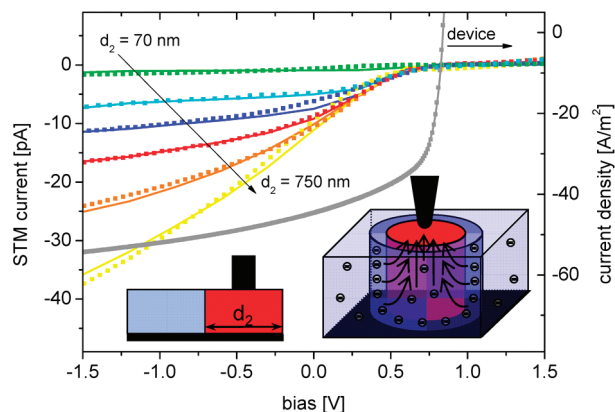 d₂ = 70 nm
device
d₂ = 750 nm
d₂
STM current [pA]
0
-10
-20
-30
-40
current density [A/m²]
0
-20
-40
-60
-1.5 -1.0 -0.5 0.0 0.5 1.0 1.5
bias [V]